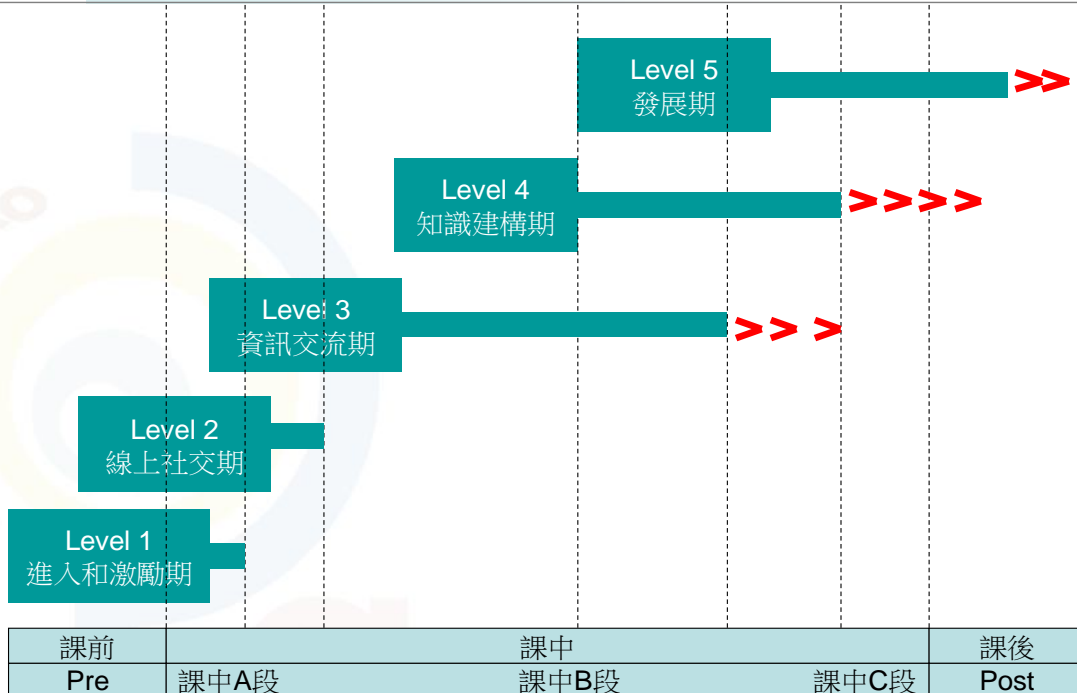 Level 5
發展期
Level 4
知識建構期
Level 3
資訊交流期
Level 2
線上社交期
Level 1
進入和激勵期
課前 課中 課後
Pre 課中A段 課中B段 課中C段 Post